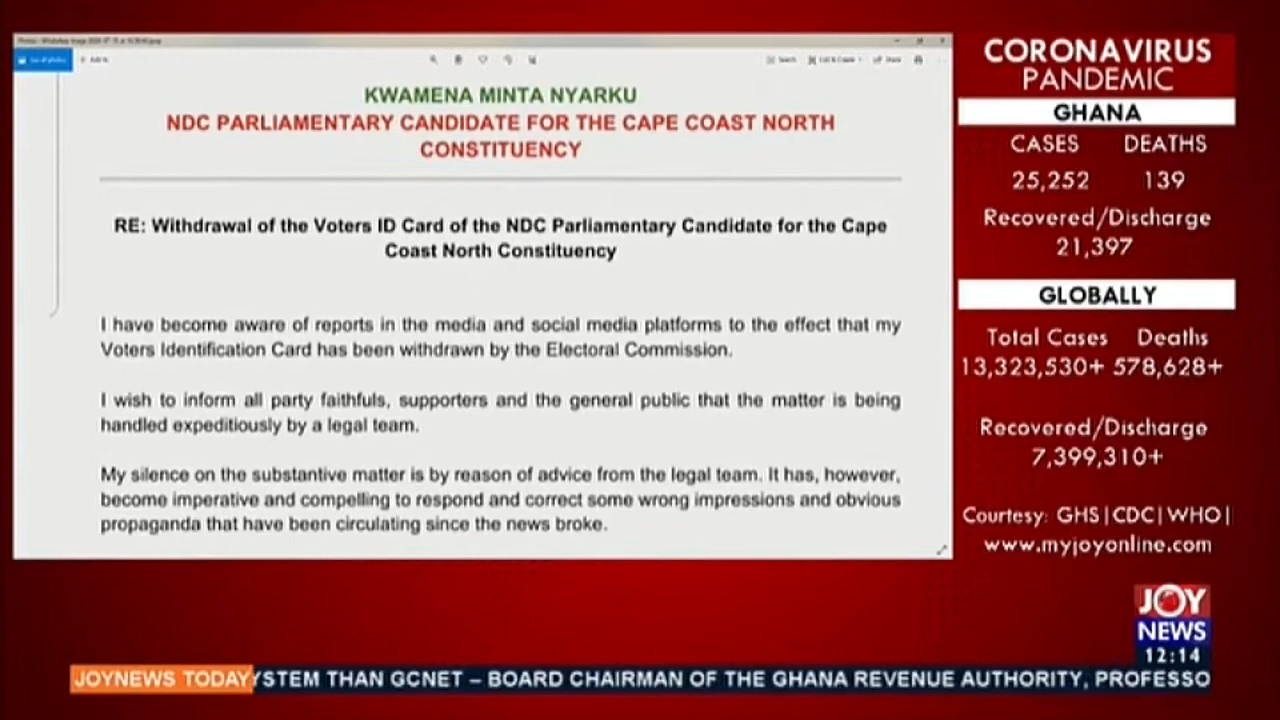 KWAMENA MINTA NYARKU
NDC PARLIAMENTARY CANDIDATE FOR THE CAPE COAST NORTH
CONSTITUENCY
RE: Withdrawal of the Voters ID Card of the NDC Parliamentary Candidate for the Cape
Coast North Constituency
I have become aware of reports in the media and social media platforms to the effect that my
Voters Identification Card has been withdrawn by the Electoral Commission.
I wish to inform all party faithfuls, supporters and the general public that the matter is being
handled expeditiously by a legal team.
My silence on the substantive matter is by reason of advice from the legal team. It has, however,
become imperative and compelling to respond and correct some wrong impressions and obvious
propaganda that have been circulating since the news broke.
CORONAVIRUS
PANDEMIC
GHANA
CASES DEATHS
25,252 139
Recovered/Discharge
21,397
GLOBALLY
Total Cases Deaths
13,323,530+ 578,628+
Recovered/Discharge
7,399,310+
Courtesy: GHS|CDC|WHO|
www.myjoyonline.com
JOY
NEWS
12:14
JOYNEWS TODAY YSTEM THAN GCNET – BOARD CHAIRMAN OF THE GHANA REVENUE AUTHORITY, PROFESSO